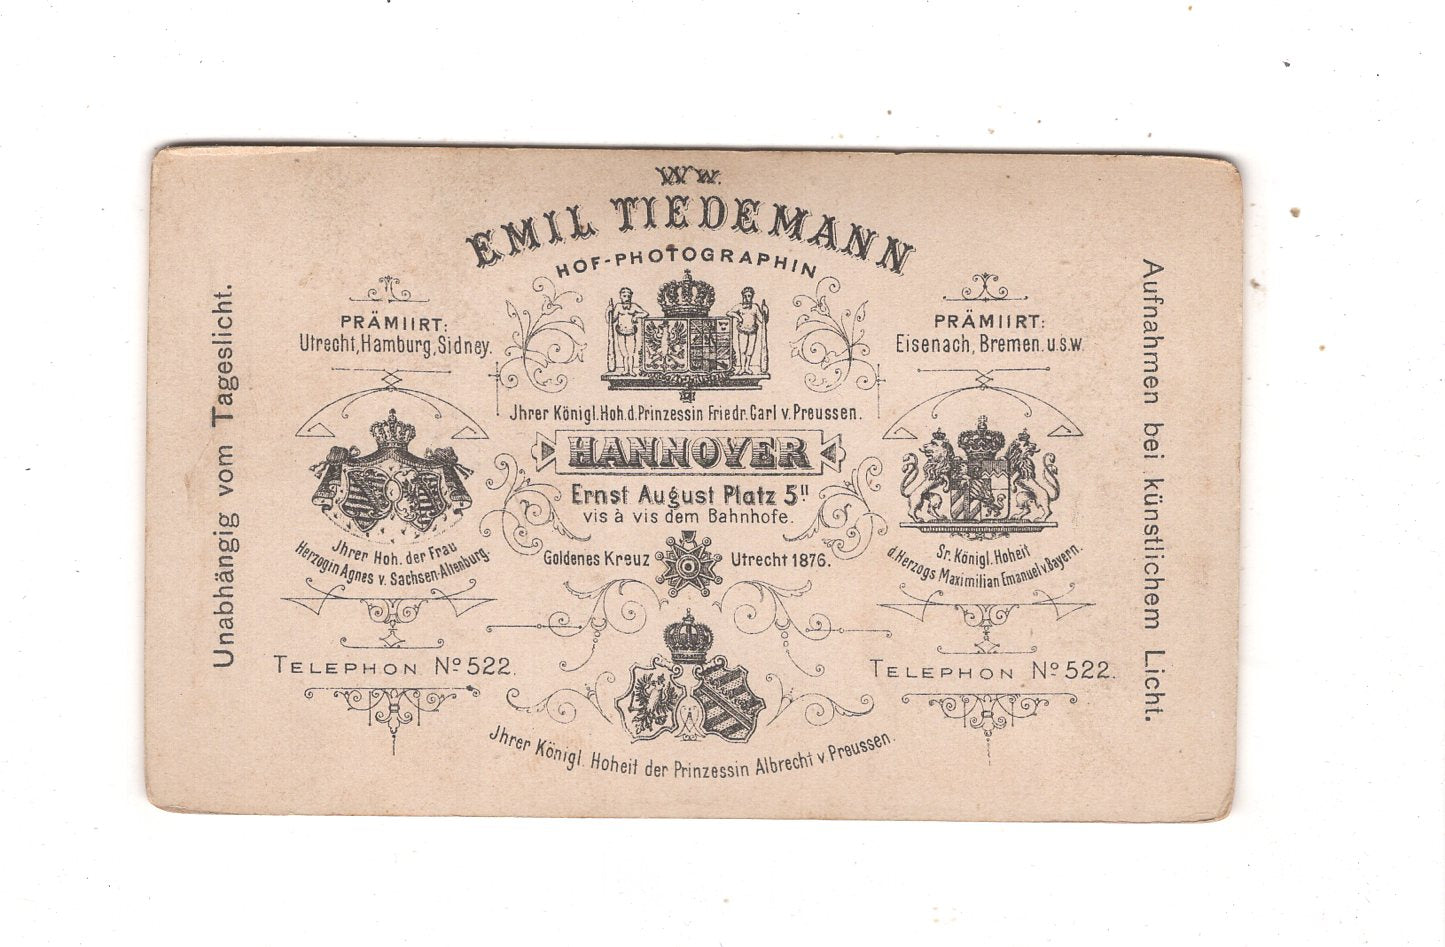 Ww.
EMIL TIEDEMANN
HOF-PHOTOGRAPHIN
PRÄMIIRT:
Utrecht, Hamburg, Sidney.
PRÄMIIRT:
Eisenach, Bremen. u.s.w.
Jhrer Königl. Hoh. d. Prinzessin Friedr. Carl v. Preussen.
HANNOVER
Ernst August Platz 5II
vis à vis dem Bahnhofe.
Goldenes Kreuz Utrecht 1876.
Jhrer Hoh. der Frau
Herzogin Agnes v. Sachsen-Altenburg.
Sr. Königl. Hoheit
d. Herzogs Maximilian Emanuel v. Bayern.
TELEPHON No. 522.
TELEPHON No. 522.
Jhrer Königl. Hoheit der Prinzessin Albrecht v. Preussen.
Unabhängig vom Tageslicht.
Aufnahmen bei künstlichem Licht.